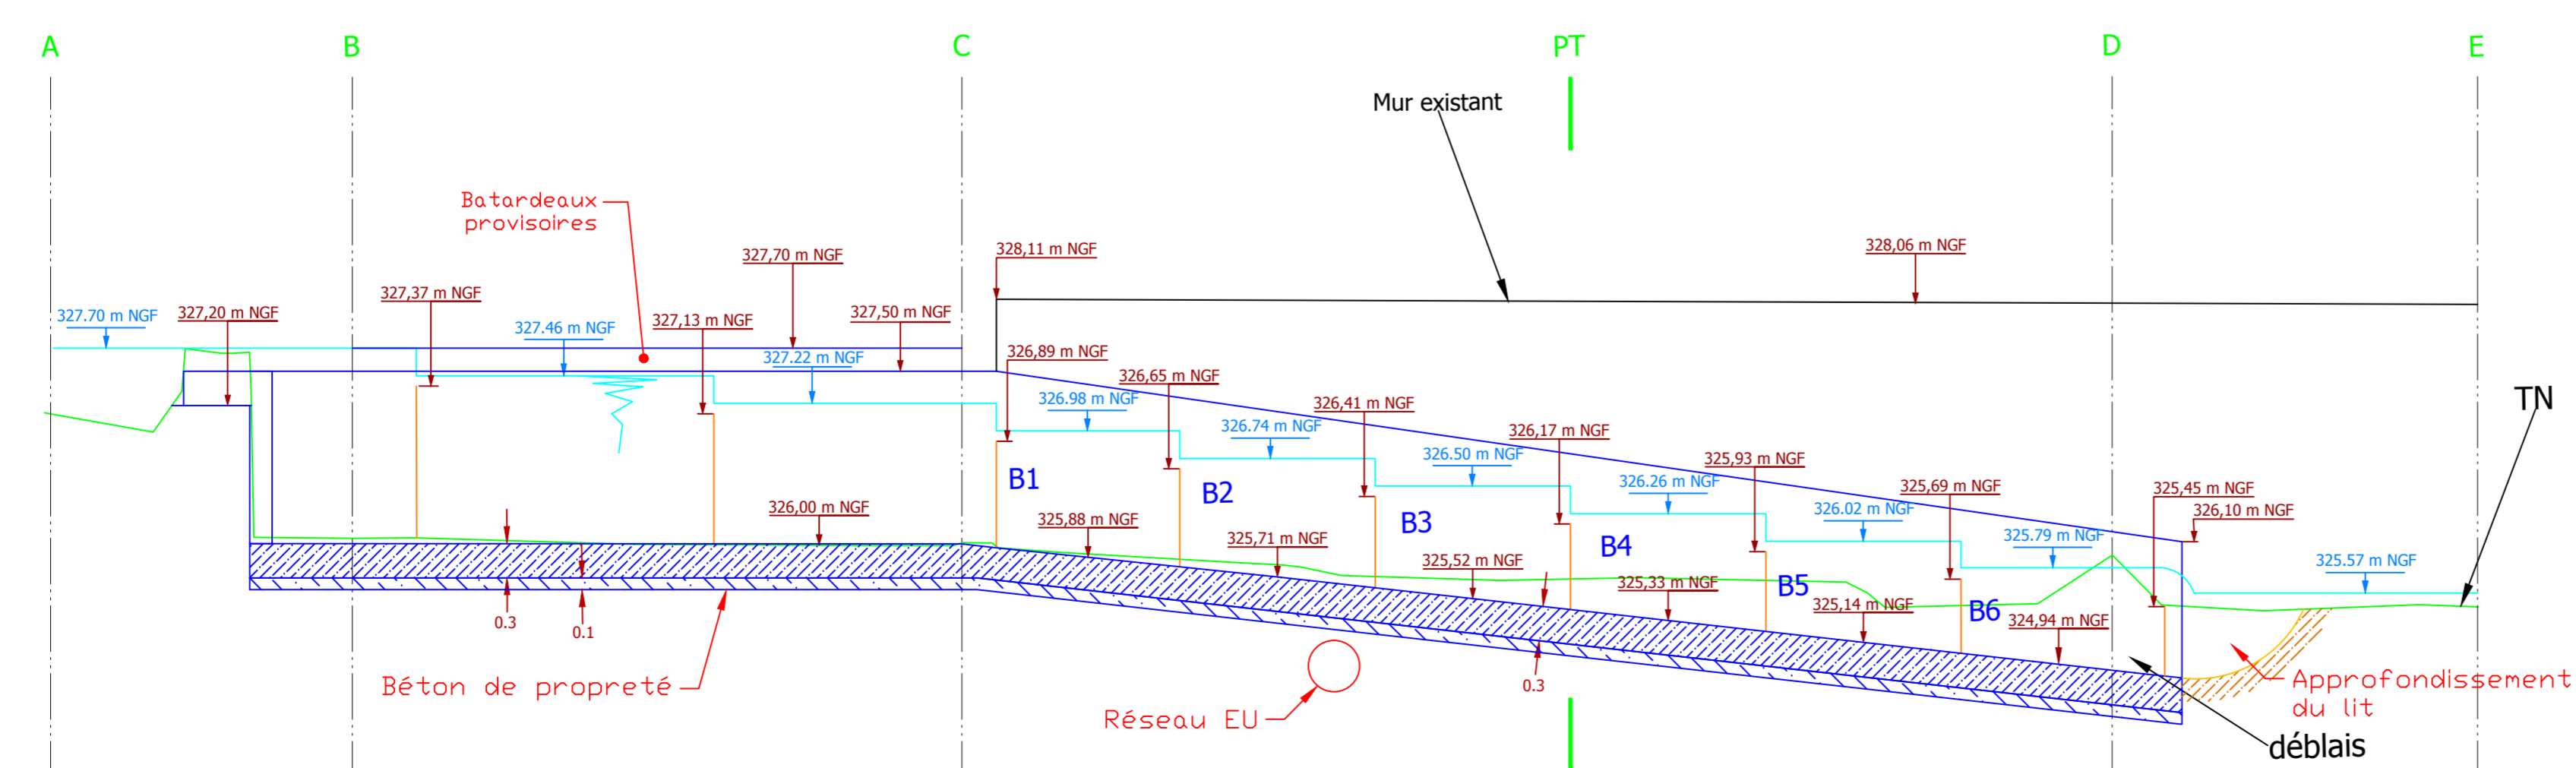 A
B
C
PT
D
E
Mur existant
Batardeaux
provisoires
328,11 m NGF
328,06 m NGF
327,70 m NGF
327,37 m NGF
327.70 m NGF
327,20 m NGF
327.46 m NGF
327,13 m NGF
327,50 m NGF
327.22 m NGF
326,89 m NGF
326,65 m NGF
326.98 m NGF
326,41 m NGF
326.74 m NGF
326,17 m NGF
326.50 m NGF
325,93 m NGF
326.26 m NGF
325,69 m NGF
326.02 m NGF
325,45 m NGF
326,10 m NGF
325.79 m NGF
325.57 m NGF
TN
B1
B2
B3
B4
B5
B6
326,00 m NGF
325,88 m NGF
325,71 m NGF
325,52 m NGF
325,33 m NGF
325,14 m NGF
324,94 m NGF
0.3
0.1
0.3
Béton de propreté
Réseau EU
Approfondissement
du lit
déblais